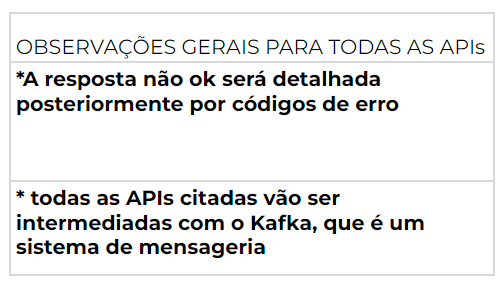 OBSERVAÇÕES GERAIS PARA TODAS AS APIs
*A resposta não ok será detalhada
posteriormente por códigos de erro
* todas as APIs citadas vão ser
intermediadas com o Kafka, que é um
sistema de mensageria